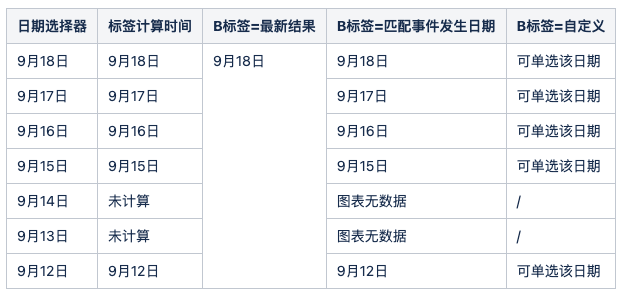 日期选择器 标签计算时间 B标签=最新结果 B标签=匹配事件发生日期 B标签=自定义
9月18日 9月18日 9月18日 9月18日 可单选该日期
9月17日 9月17日 9月17日 可单选该日期
9月16日 9月16日 9月16日 可单选该日期
9月15日 9月15日 9月15日 可单选该日期
9月14日 未计算 图表无数据 /
9月13日 未计算 图表无数据 /
9月12日 9月12日 9月12日 可单选该日期